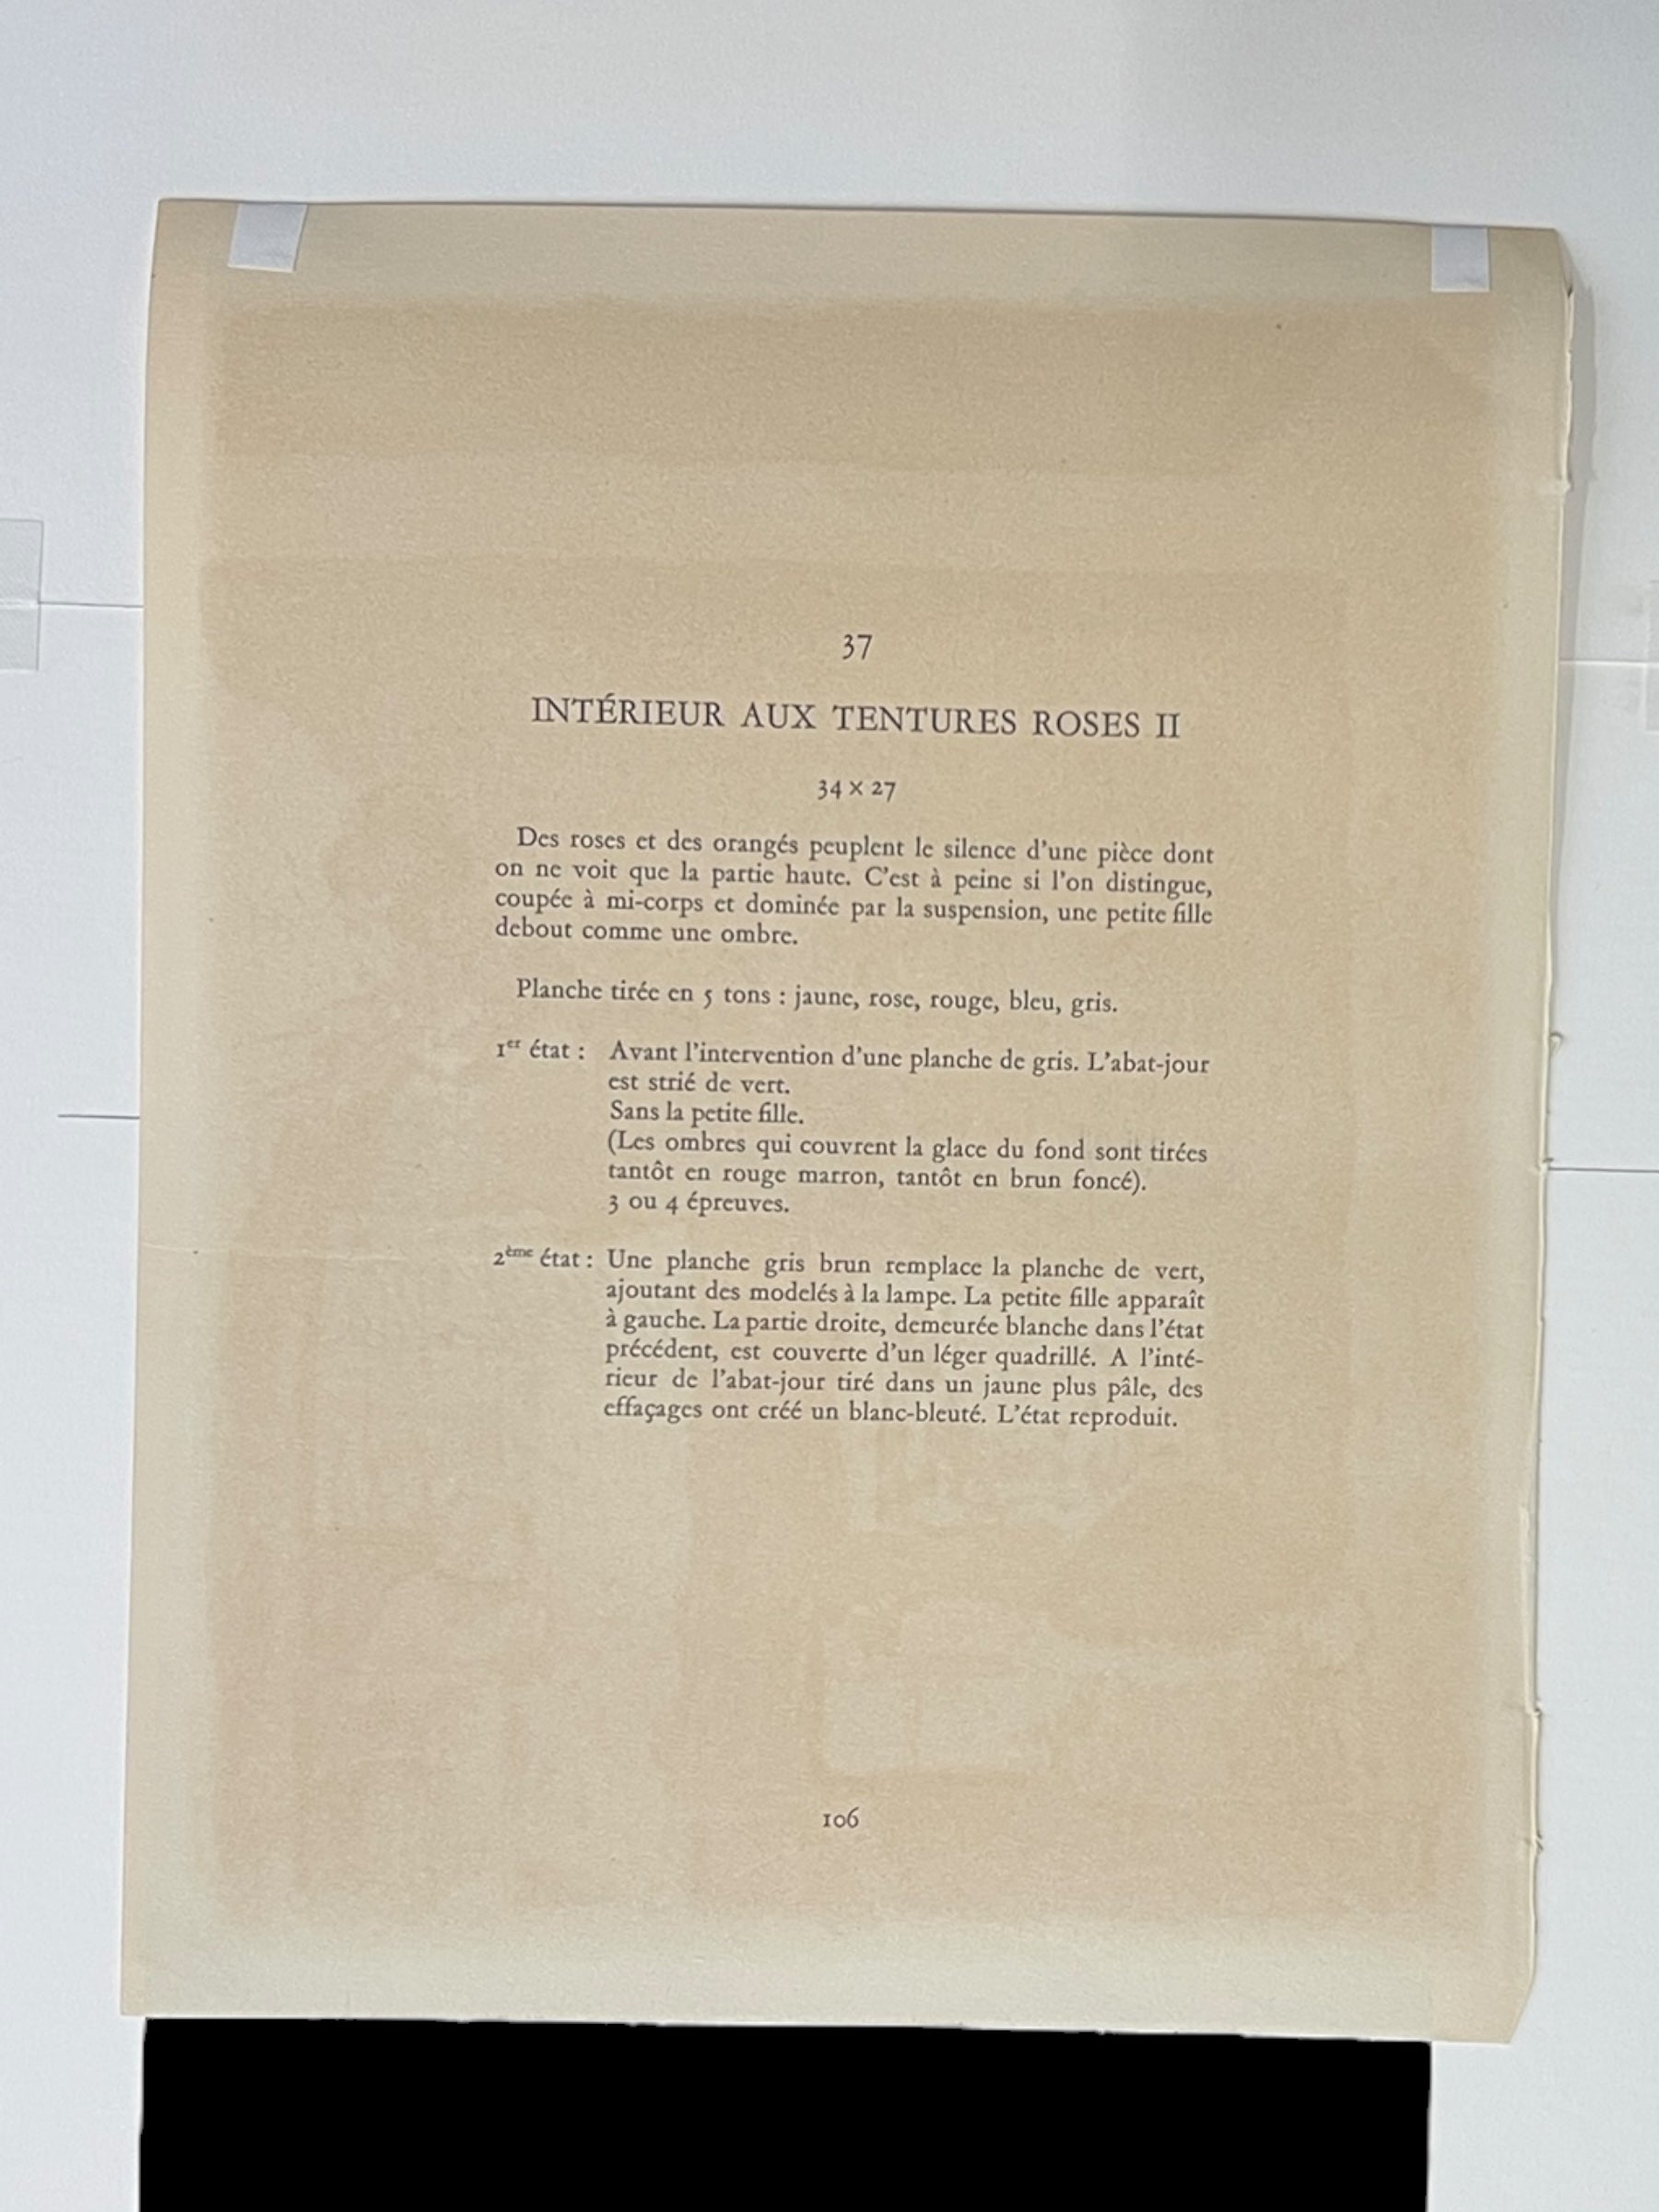 37
INTÉRIEUR AUX TENTURES ROSES II
34 × 27
Des roses et des orangés peuplent le silence d'une pièce dont
on ne voit que la partie haute. C'est à peine si l'on distingue,
coupée à mi-corps et dominée par la suspension, une petite fille
debout comme une ombre.
Planche tirée en 5 tons : jaune, rose, rouge, bleu, gris.
1er état : Avant l'intervention d'une planche de gris. L'abat-jour
est strié de vert.
Sans la petite fille.
(Les ombres qui couvrent la glace du fond sont tirées
tantôt en rouge marron, tantôt en brun foncé).
3 ou 4 épreuves.
2ème état : Une planche gris brun remplace la planche de vert,
ajoutant des modelés à la lampe. La petite fille apparaît
à gauche. La partie droite, demeurée blanche dans l'état
précédent, est couverte d'un léger quadrillé. A l'inté-
rieur de l'abat-jour tiré dans un jaune plus pâle, des
effaçages ont créé un blanc-bleuté. L'état reproduit.
106